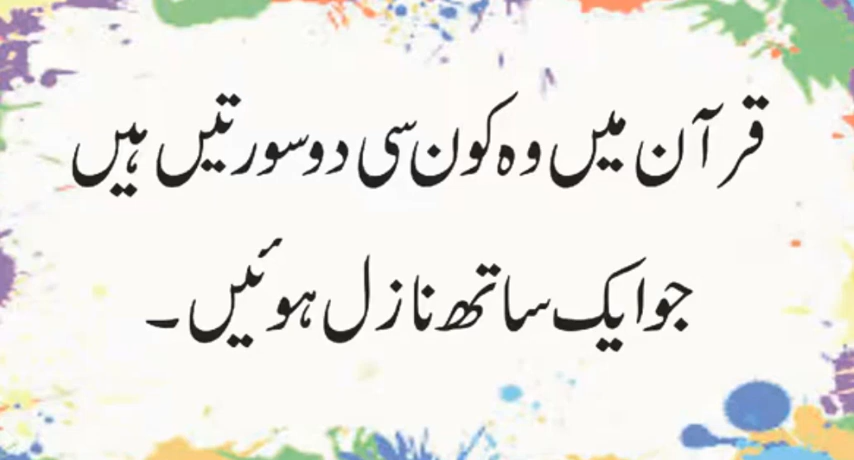 قرآن میں وہ کون سی دو سورتیں ہیں
جو ایک ساتھ نازل ہوئیں۔